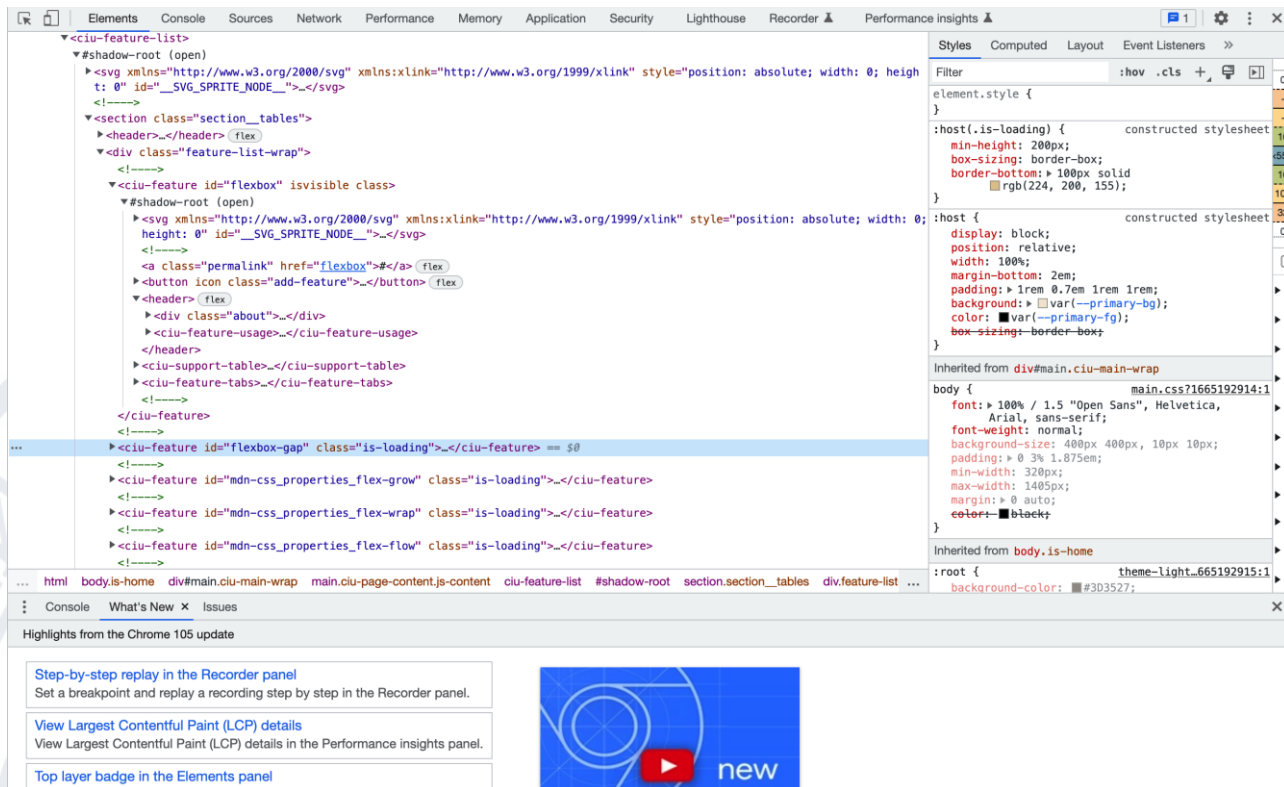 Elements Console Sources Network Performance Memory Application Security Lighthouse Recorder Performance insights 1
▼<ciu-feature-list>
▼#shadow-root (open)
▶<svg xmlns="http://www.w3.org/2000/svg" xmlns:xlink="http://www.w3.org/1999/xlink" style="position: absolute; width: 0; heigh
t: 0" id="__SVG_SPRITE_NODE__">…</svg>
<!---->
▼<section class="section__tables">
▶<header>…</header> flex
▼<div class="feature-list-wrap">
<!---->
▼<ciu-feature id="flexbox" isvisible class>
▼#shadow-root (open)
▶<svg xmlns="http://www.w3.org/2000/svg" xmlns:xlink="http://www.w3.org/1999/xlink" style="position: absolute; width: 0;
height: 0" id="__SVG_SPRITE_NODE__">…</svg>
<!---->
<a class="permalink" href="flexbox">#</a> flex
▶<button icon class="add-feature">…</button> flex
▼<header> flex
▶<div class="about">…</div>
▶<ciu-feature-usage>…</ciu-feature-usage>
</header>
▶<ciu-support-table>…</ciu-support-table>
▶<ciu-feature-tabs>…</ciu-feature-tabs>
<!---->
</ciu-feature>
<!---->
… ▶<ciu-feature id="flexbox-gap" class="is-loading">…</ciu-feature> == $0
<!---->
▶<ciu-feature id="mdn-css_properties_flex-grow" class="is-loading">…</ciu-feature>
<!---->
▶<ciu-feature id="mdn-css_properties_flex-wrap" class="is-loading">…</ciu-feature>
<!---->
▶<ciu-feature id="mdn-css_properties_flex-flow" class="is-loading">…</ciu-feature>
<!---->
… html body.is-home div#main.ciu-main-wrap main.ciu-page-content.js-content ciu-feature-list #shadow-root section.section__tables div.feature-list …
Styles Computed Layout Event Listeners »
Filter :hov .cls +
element.style {
}
:host(.is-loading) { constructed stylesheet
min-height: 200px;
box-sizing: border-box;
border-bottom: ▶ 100px solid
rgb(224, 200, 155);
}
:host { constructed stylesheet
display: block;
position: relative;
width: 100%;
margin-bottom: 2em;
padding: ▶ 1rem 0.7em 1rem 1rem;
background: ▶ var(--primary-bg);
color: var(--primary-fg);
box-sizing: border-box;
}
Inherited from div#main.ciu-main-wrap
body { main.css?1665192914:1
font: ▶ 100% / 1.5 "Open Sans", Helvetica,
Arial, sans-serif;
font-weight: normal;
background-size: 400px 400px, 10px 10px;
padding: ▶ 0 3% 1.875em;
min-width: 320px;
max-width: 1405px;
margin: ▶ 0 auto;
color: black;
}
Inherited from body.is-home
:root { theme-light…665192915:1
background-color: #3D3527;
Console What's New × Issues
Highlights from the Chrome 105 update
Step-by-step replay in the Recorder panel
Set a breakpoint and replay a recording step by step in the Recorder panel.
View Largest Contentful Paint (LCP) details
View Largest Contentful Paint (LCP) details in the Performance insights panel.
Top layer badge in the Elements panel
new